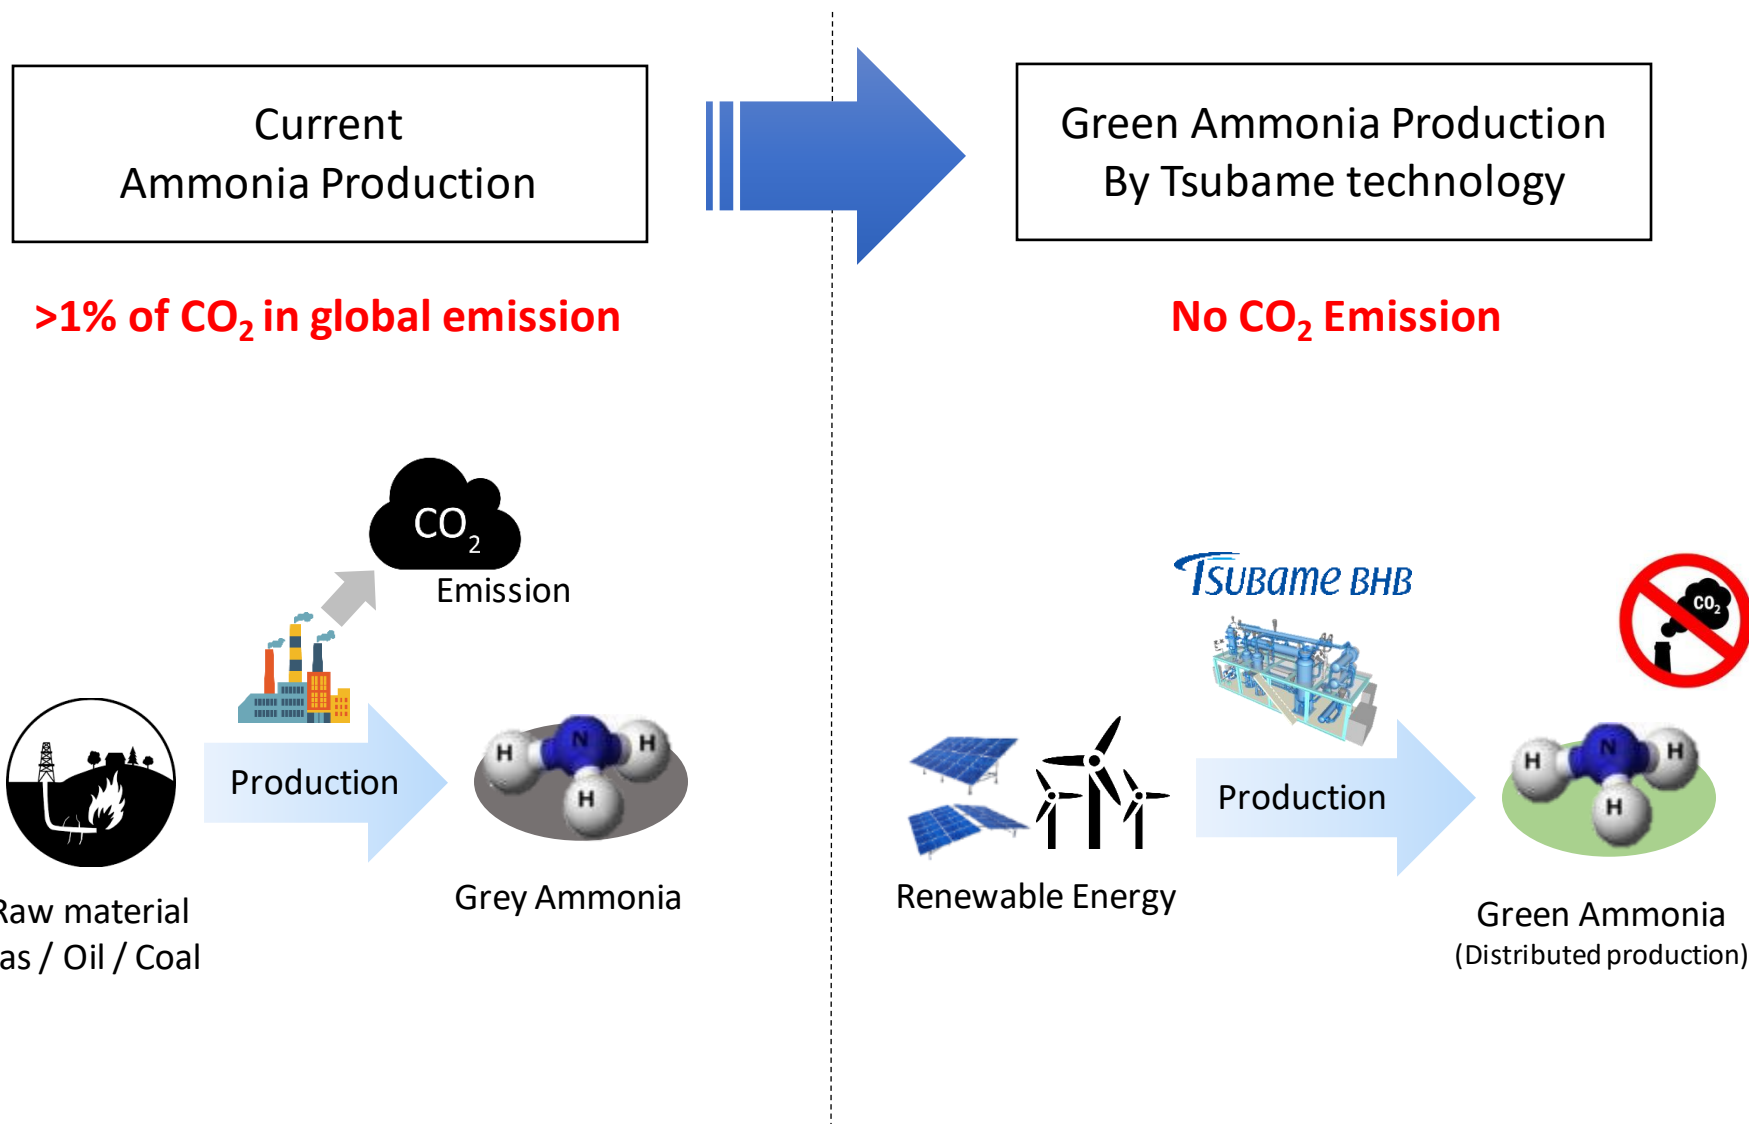 Current
Ammonia Production
Green Ammonia Production
By Tsubame technology
>1% of CO₂ in global emission
No CO₂ Emission
CO₂
Emission
Production
H N H
H
Grey Ammonia
Raw material
as / Oil / Coal
TSUBAME BHB
CO₂
Renewable Energy
Production
H N H
H
Green Ammonia
(Distributed production)